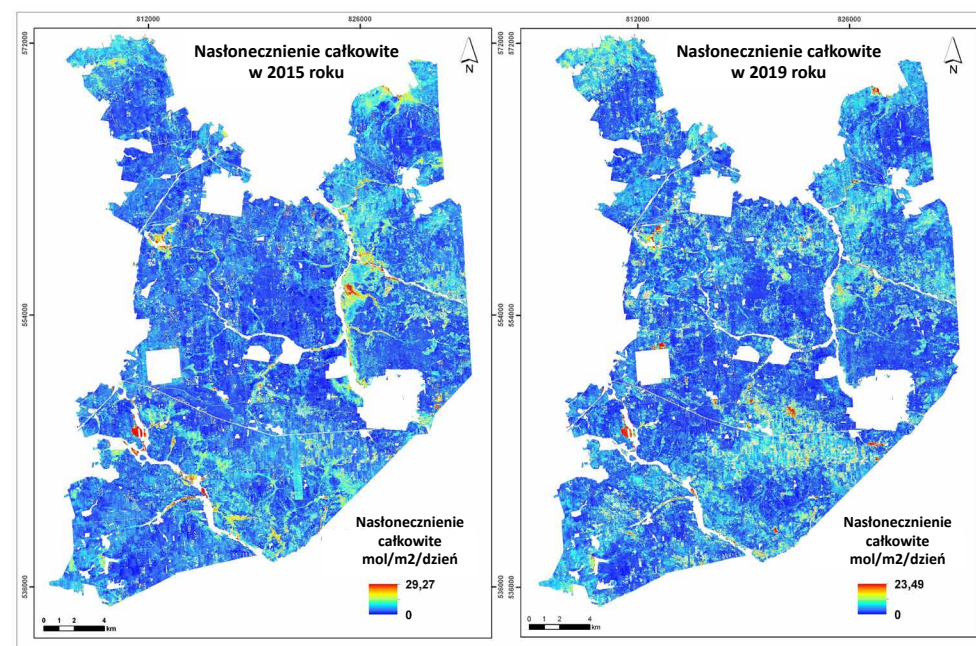 812000
826000
572000
554000
536000
Nasłonecznienie całkowite
w 2015 roku
N
Nasłonecznienie
całkowite
mol/m2/dzień
29,27
0
0 1 2 4
km
812000
826000
572000
554000
536000
Nasłonecznienie całkowite
w 2019 roku
N
Nasłonecznienie
całkowite
mol/m2/dzień
23,49
0
0 1 2 4
km